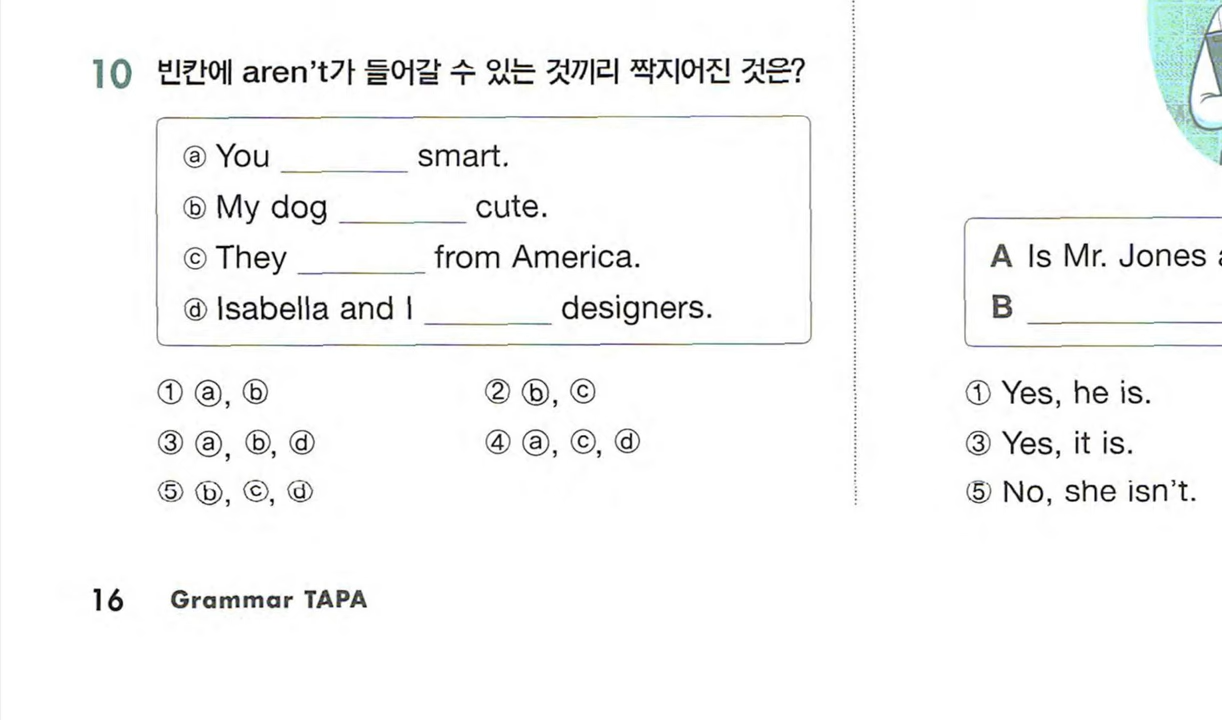 10 빈칸에 aren't가 들어갈 수 있는 것끼리 짝지어진 것은?
ⓐ You ________ smart.
ⓑ My dog ________ cute.
ⓒ They ________ from America.
ⓓ Isabella and I ________ designers.
① ⓐ, ⓑ
② ⓑ, ⓒ
③ ⓐ, ⓑ, ⓓ
④ ⓐ, ⓒ, ⓓ
⑤ ⓑ, ⓒ, ⓓ
16 Grammar TAPA
A Is Mr. Jones
B ________
① Yes, he is.
③ Yes, it is.
⑤ No, she isn't.